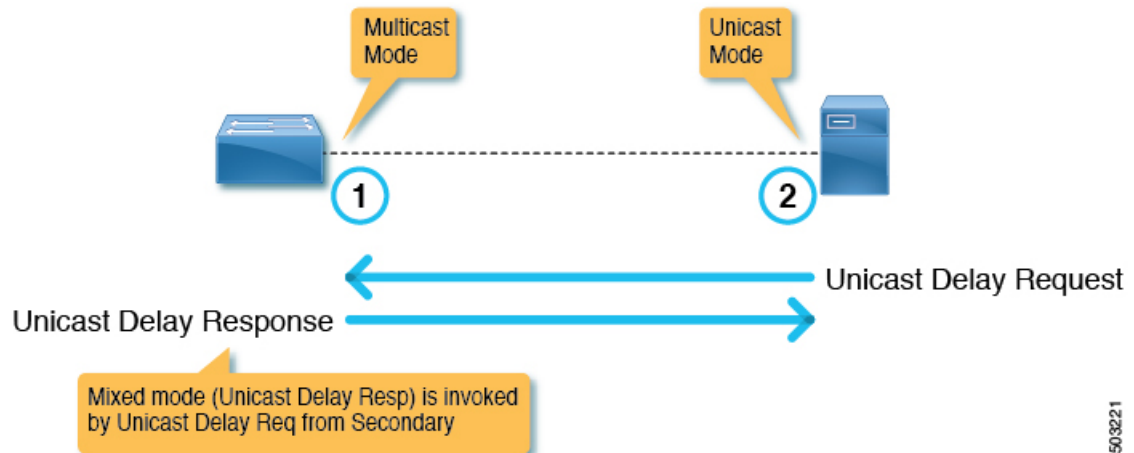 Multicast
Mode
Unicast
Mode
1
2
Unicast Delay Request
Unicast Delay Response
Mixed mode (Unicast Delay Resp) is invoked
by Unicast Delay Req from Secondary
503221